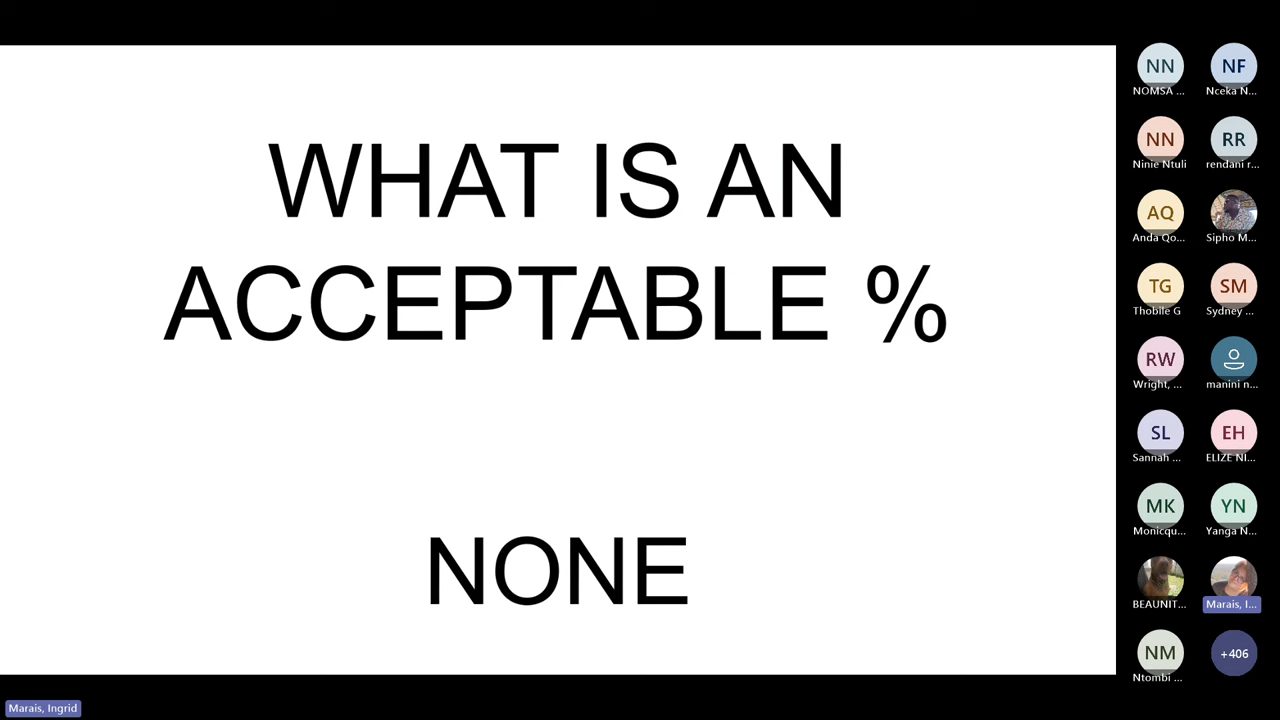 WHAT IS AN
ACCEPTABLE %
NONE
NN
NOMSA ...
NF
Nceka N...
NN
Ninie Ntuli
RR
rendani r...
AQ
Anda Qo...
Sipho M...
TG
Thobile G
SM
Sydney ...
RW
Wright, ...
manini n...
SL
Sannah ...
EH
ELIZE NI...
MK
Monicqu...
YN
Yanga N...
BEAUNIT...
Marais, I...
NM
Ntombi ...
+406
Marais, Ingrid